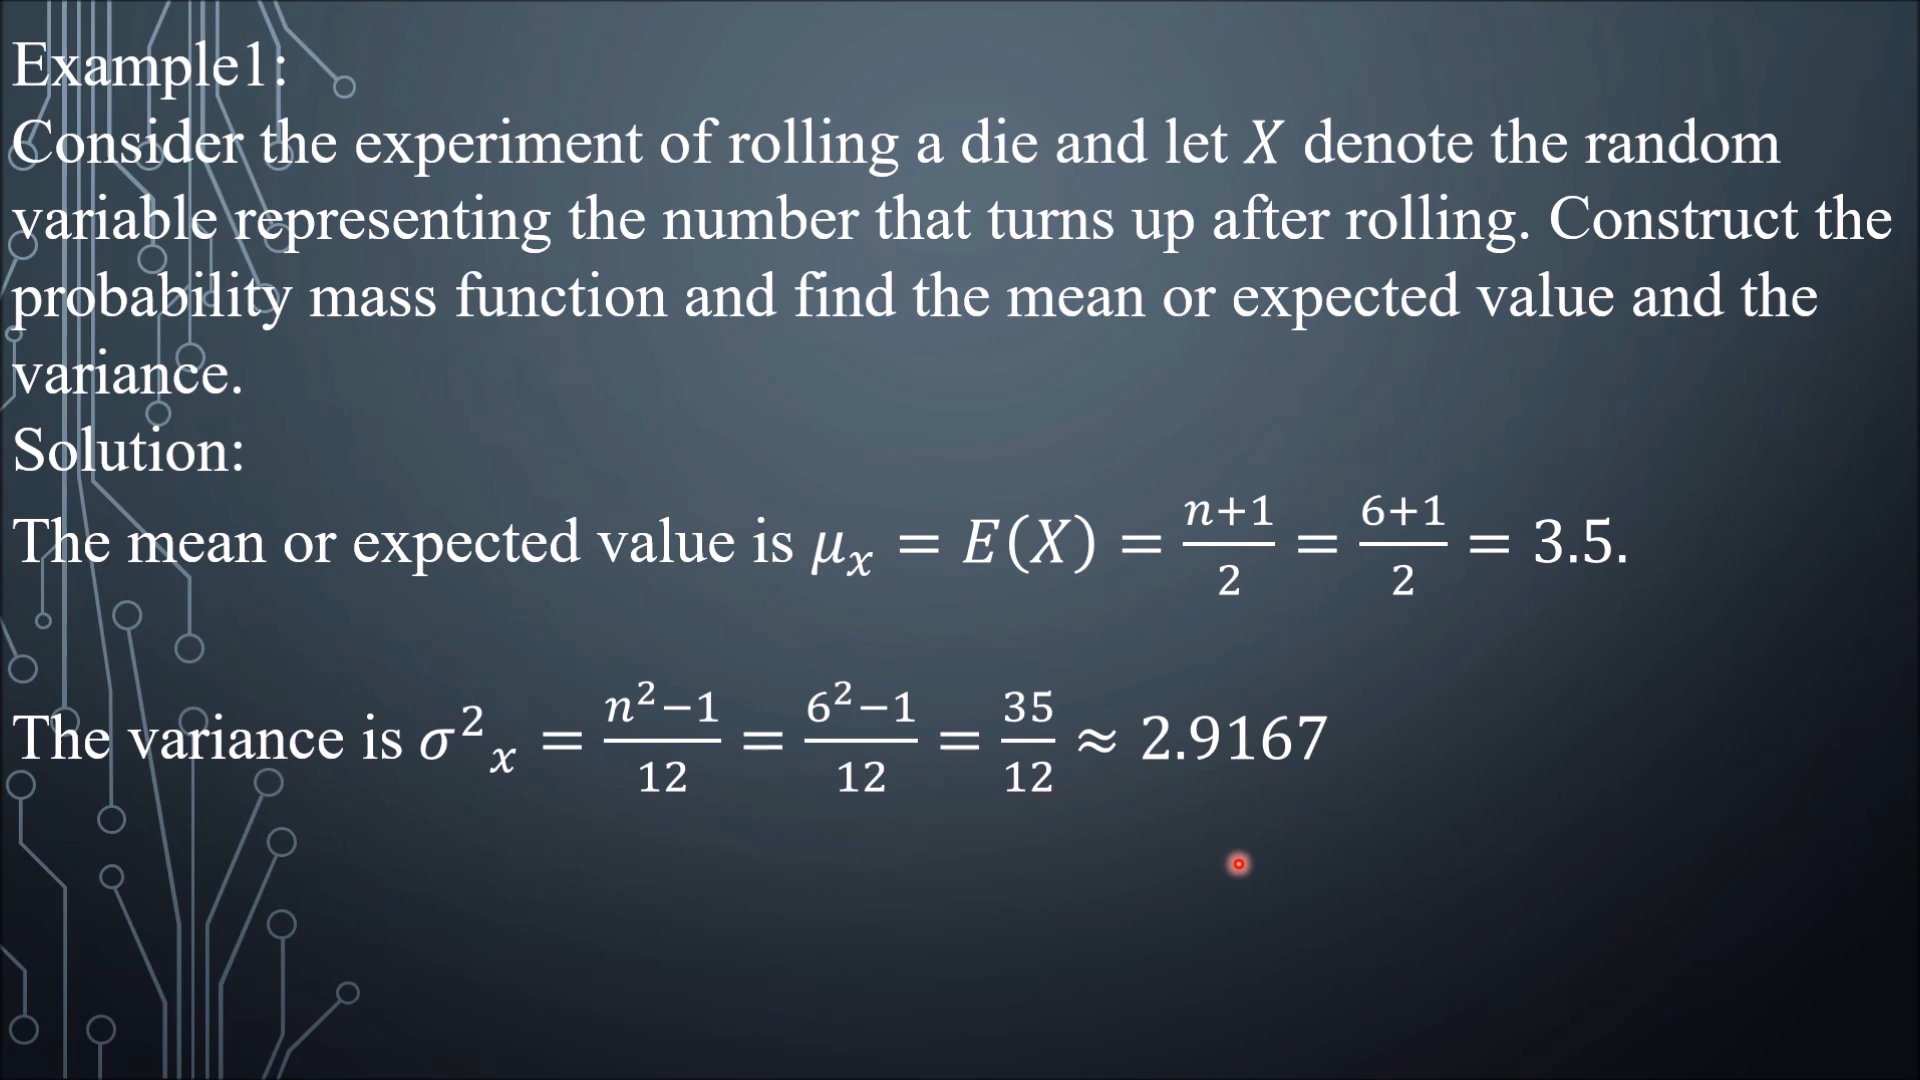 Example1:
Consider the experiment of rolling a die and let 𝑋 denote the random
variable representing the number that turns up after rolling. Construct the
probability mass function and find the mean or expected value and the
variance.
Solution:
The mean or expected value is 𝜇ₓ = 𝐸(𝑋) = (𝑛+1)/2 = (6+1)/2 = 3.5.
The variance is 𝜎²ₓ = (𝑛²−1)/12 = (6²−1)/12 = 35/12 ≈ 2.9167